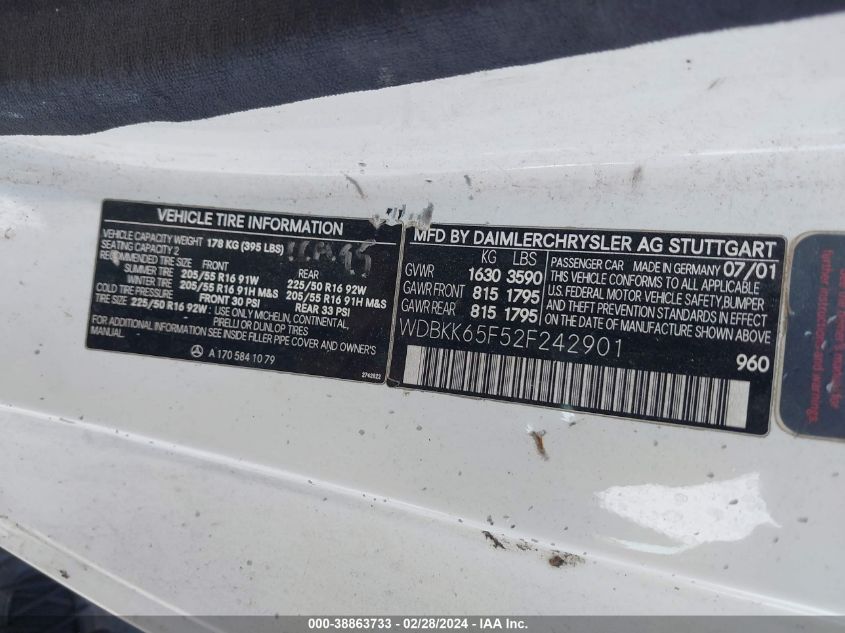 VEHICLE TIRE INFORMATION
VEHICLE CAPACITY WEIGHT 178 KG (395 LBS)
SEATING CAPACITY 2
RECOMMENDED TIRE SIZE FRONT REAR
SUMMER TIRE 205/55 R16 91W 225/50 R16 92W
WINTER TIRE 205/55 R16 91H M&S 205/55 R16 91H M&S
COLD TIRE PRESSURE FRONT 30 PSI REAR 33 PSI
TIRE SIZE: 225/50 R16 92W: USE ONLY MICHELIN, CONTINENTAL,
PIRELLI OR DUNLOP TIRES
FOR ADDITIONAL INFORMATION SEE INSIDE FILLER PIPE COVER AND OWNER'S
MANUAL.
A 170 584 10 79
MFD BY DAIMLERCHRYSLER AG STUTTGART
KG LBS
GVWR 1630 3590
GAWR FRONT 815 1795
GAWR REAR 815 1795
PASSENGER CAR MADE IN GERMANY 07/01
THIS VEHICLE CONFORMS TO ALL APPLICABLE
U.S. FEDERAL MOTOR VEHICLE SAFETY, BUMPER
AND THEFT PREVENTION STANDARDS IN EFFECT
ON THE DATE OF MANUFACTURE SHOWN ABOVE
WDBKK65F52F242901
960
further instructions
and warnings.
000-38863733 - 02/28/2024 - IAA Inc.